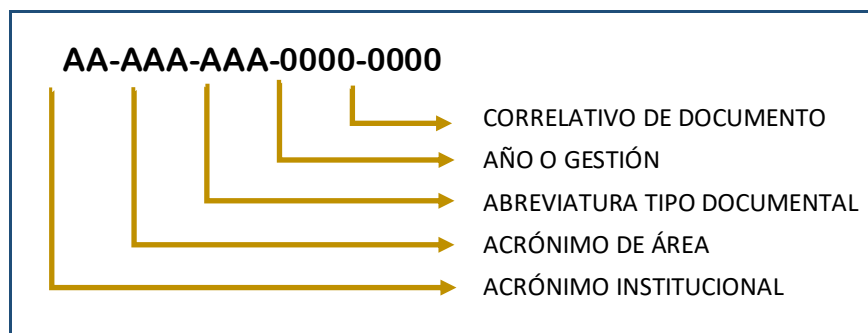 AA-AAA-AAA-0000-0000
CORRELATIVO DE DOCUMENTO
AÑO O GESTIÓN
ABREVIATURA TIPO DOCUMENTAL
ACRÓNIMO DE ÁREA
ACRÓNIMO INSTITUCIONAL